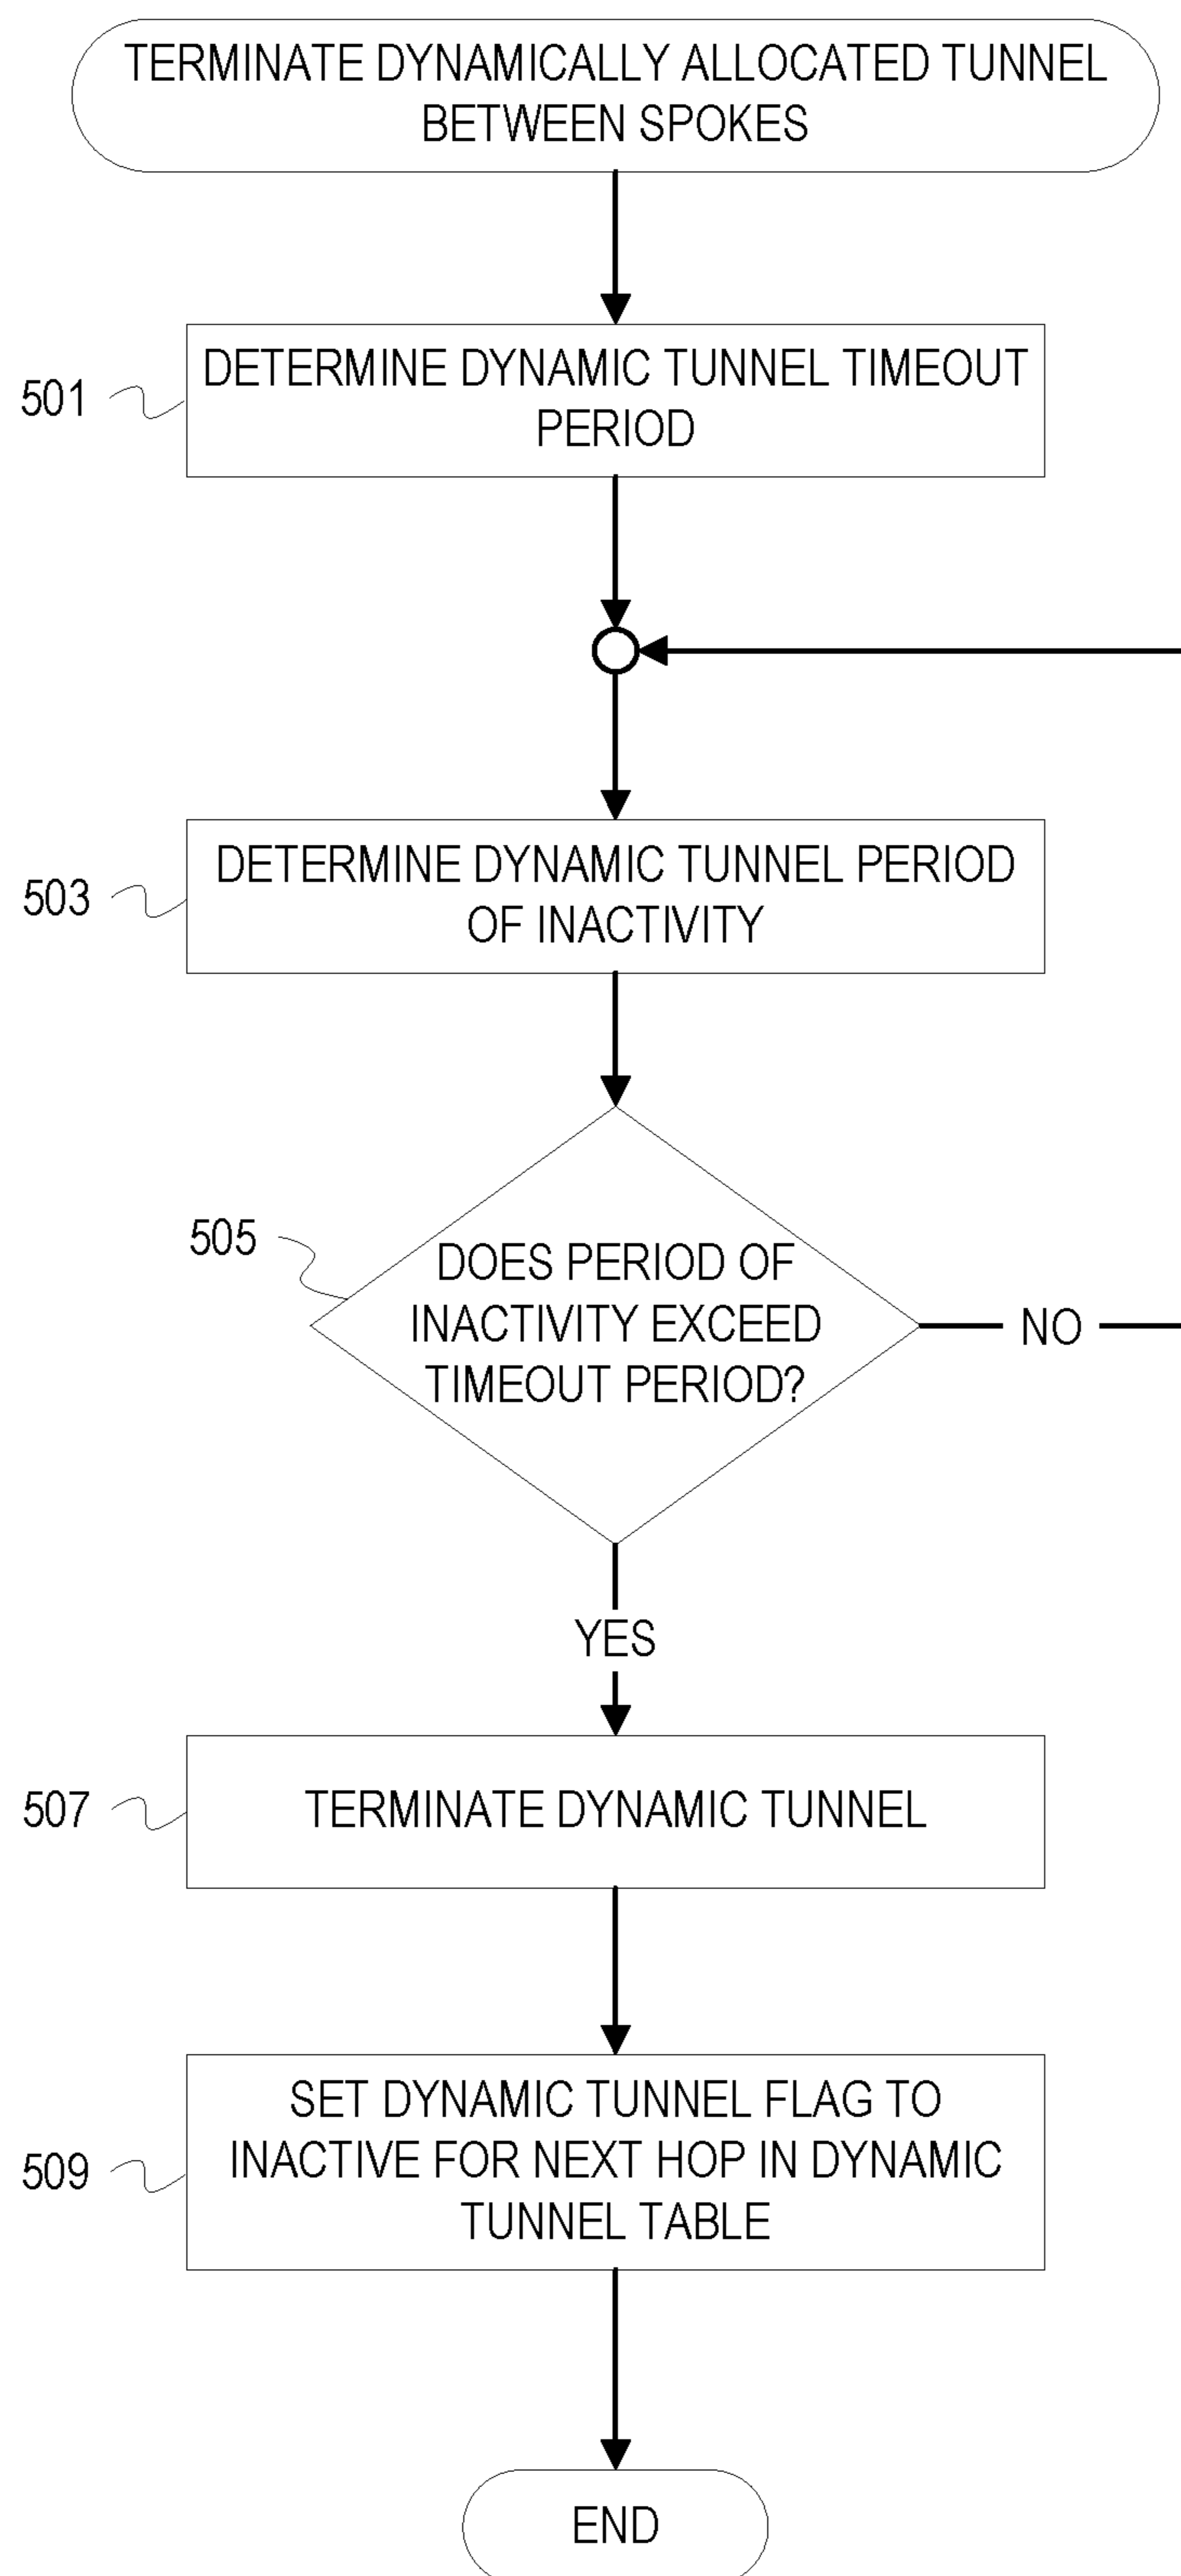 TERMINATE DYNAMICALLY ALLOCATED TUNNEL
BETWEEN SPOKES
501
DETERMINE DYNAMIC TUNNEL TIMEOUT
PERIOD
503
DETERMINE DYNAMIC TUNNEL PERIOD
OF INACTIVITY
505
DOES PERIOD OF
INACTIVITY EXCEED
TIMEOUT PERIOD?
NO
YES
507
TERMINATE DYNAMIC TUNNEL
509
SET DYNAMIC TUNNEL FLAG TO
INACTIVE FOR NEXT HOP IN DYNAMIC
TUNNEL TABLE
END